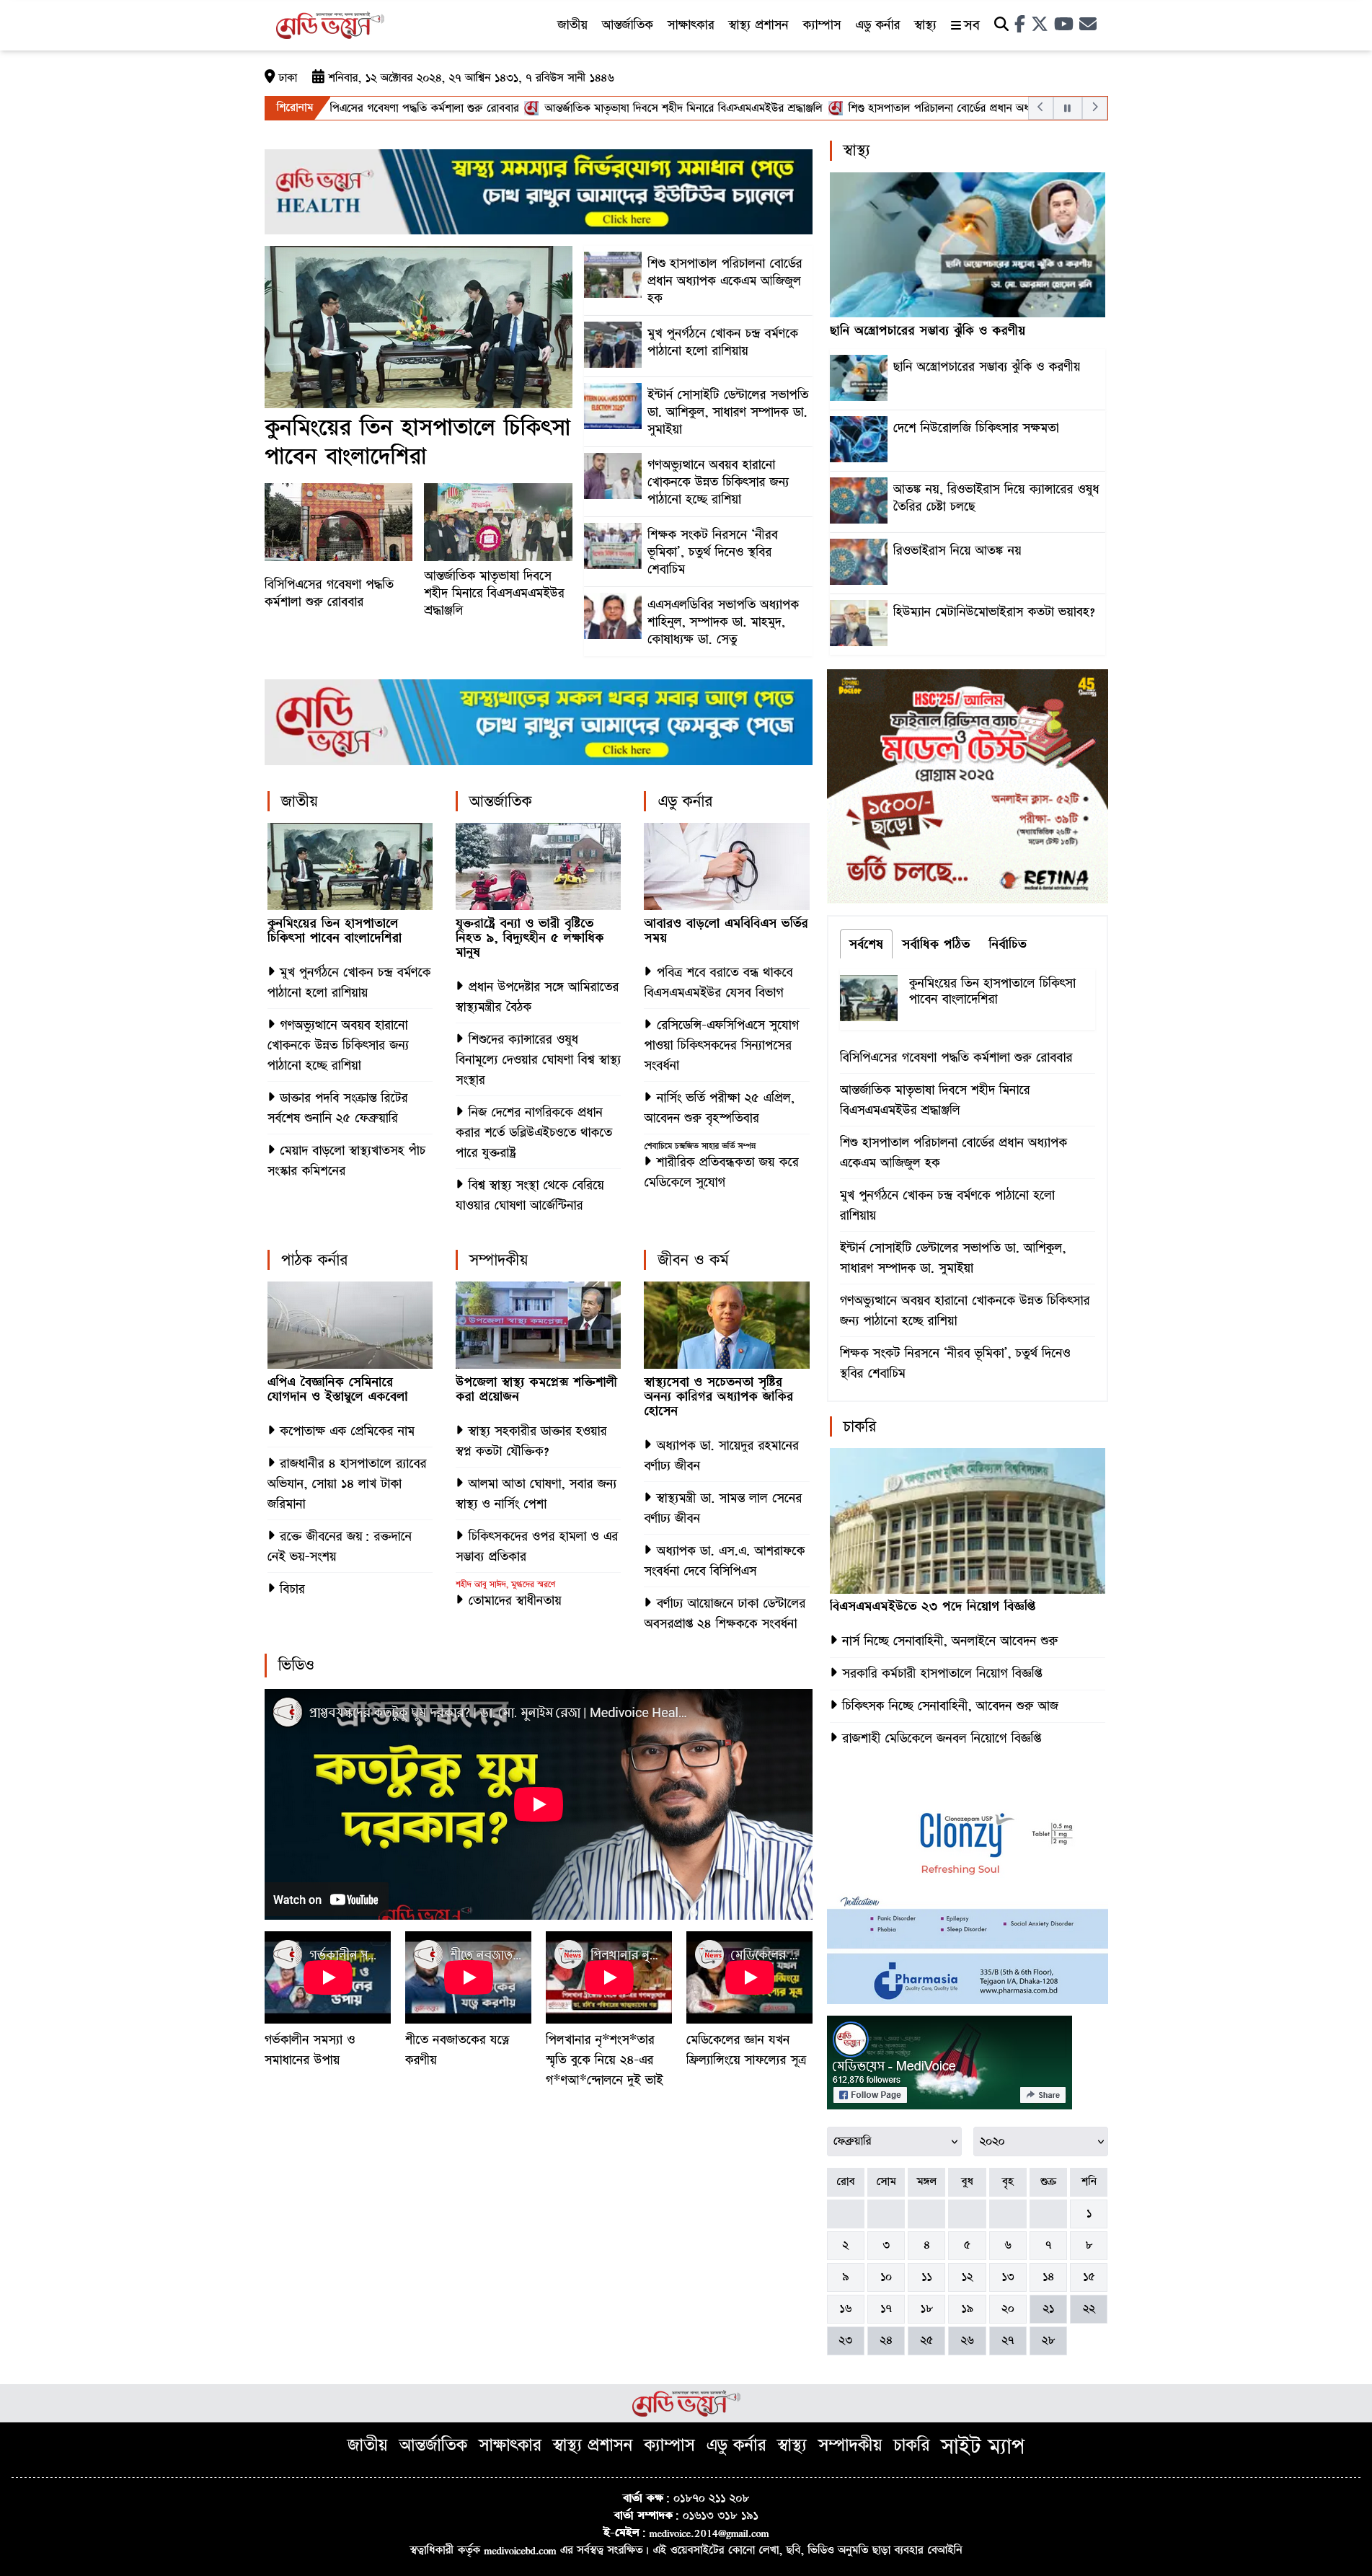 মেডি ভয়েস
জাতীয় আন্তর্জাতিক সাক্ষাৎকার স্বাস্থ্য প্রশাসন ক্যাম্পাস এডু কর্নার স্বাস্থ্য সব
ঢাকা শনিবার, ১২ অক্টোবর ২০২৪, ২৭ আশ্বিন ১৪৩১, ৭ রবিউস সানী ১৪৪৬
শিরোনাম পিএসের গবেষণা পদ্ধতি কর্মশালা শুরু রোববার আন্তর্জাতিক মাতৃভাষা দিবসে শহীদ মিনারে বিএসএমএমইউর শ্রদ্ধাঞ্জলি শিশু হাসপাতাল পরিচালনা বোর্ডের প্রধান অধ
মেডি ভয়েস
HEALTH
স্বাস্থ্য সমস্যার নির্ভরযোগ্য সমাধান পেতে
চোখ রাখুন আমাদের ইউটিউব চ্যানেলে
Click here
কুনমিংয়ের তিন হাসপাতালে চিকিৎসা
পাবেন বাংলাদেশিরা
বিসিপিএসের গবেষণা পদ্ধতি
কর্মশালা শুরু রোববার
আন্তর্জাতিক মাতৃভাষা দিবসে
শহীদ মিনারে বিএসএমএমইউর
শ্রদ্ধাঞ্জলি
শিশু হাসপাতাল পরিচালনা বোর্ডের
প্রধান অধ্যাপক একেএম আজিজুল
হক
মুখ পুনর্গঠনে খোকন চন্দ্র বর্মণকে
পাঠানো হলো রাশিয়ায়
ইন্টার্ন সোসাইটি ডেন্টালের সভাপতি
ডা. আশিকুল, সাধারণ সম্পাদক ডা.
সুমাইয়া
গণঅভ্যুত্থানে অবয়ব হারানো
খোকনকে উন্নত চিকিৎসার জন্য
পাঠানো হচ্ছে রাশিয়া
শিক্ষক সংকট নিরসনে ‘নীরব
ভূমিকা’, চতুর্থ দিনেও স্থবির
শেবাচিম
এএসএলডিবির সভাপতি অধ্যাপক
শাহিনুল, সম্পাদক ডা. মাহমুদ,
কোষাধ্যক্ষ ডা. সেতু
স্বাস্থ্য
ছানি অস্ত্রোপচারের সম্ভাব্য ঝুঁকি ও করণীয়
ডা. মো. আরমান হোসেন রনি
ছানি অস্ত্রোপচারের সম্ভাব্য ঝুঁকি ও করণীয়
ছানি অস্ত্রোপচারের সম্ভাব্য ঝুঁকি ও করণীয়
দেশে নিউরোলজি চিকিৎসার সক্ষমতা
আতঙ্ক নয়, রিওভাইরাস দিয়ে ক্যান্সারের ওষুধ
তৈরির চেষ্টা চলছে
রিওভাইরাস নিয়ে আতঙ্ক নয়
হিউম্যান মেটানিউমোভাইরাস কতটা ভয়াবহ?
মেডি ভয়েস
স্বাস্থ্যখাতের সকল খবর সবার আগে পেতে
চোখ রাখুন আমাদের ফেসবুক পেজে
Click here
HSC'25/ আলিম
ফাইনাল রিভিশন ব্যাচ
ও
মডেল টেস্ট
প্রোগ্রাম ২০২৫
১৫০০/-
ছাড়!
অনলাইন ক্লাস- ৫২টি
পরীক্ষা- ৩৯টি
(অধ্যায়ভিত্তিক ২৬টি +
মডেল টেস্ট ১৩টি)
ভর্তি চলছে...
RETINA
জাতীয়
কুনমিংয়ের তিন হাসপাতালে
চিকিৎসা পাবেন বাংলাদেশিরা
মুখ পুনর্গঠনে খোকন চন্দ্র বর্মণকে
পাঠানো হলো রাশিয়ায়
গণঅভ্যুত্থানে অবয়ব হারানো
খোকনকে উন্নত চিকিৎসার জন্য
পাঠানো হচ্ছে রাশিয়া
ডাক্তার পদবি সংক্রান্ত রিটের
সর্বশেষ শুনানি ২৫ ফেব্রুয়ারি
মেয়াদ বাড়লো স্বাস্থ্যখাতসহ পাঁচ
সংস্কার কমিশনের
আন্তর্জাতিক
যুক্তরাষ্ট্রে বন্যা ও ভারী বৃষ্টিতে
নিহত ৯, বিদ্যুৎহীন ৫ লক্ষাধিক
মানুষ
প্রধান উপদেষ্টার সঙ্গে আমিরাতের
স্বাস্থ্যমন্ত্রীর বৈঠক
শিশুদের ক্যান্সারের ওষুধ
বিনামূল্যে দেওয়ার ঘোষণা বিশ্ব স্বাস্থ্য
সংস্থার
নিজ দেশের নাগরিককে প্রধান
করার শর্তে ডব্লিউএইচওতে থাকতে
পারে যুক্তরাষ্ট্র
বিশ্ব স্বাস্থ্য সংস্থা থেকে বেরিয়ে
যাওয়ার ঘোষণা আর্জেন্টিনার
এডু কর্নার
আবারও বাড়লো এমবিবিএস ভর্তির
সময়
পবিত্র শবে বরাতে বন্ধ থাকবে
বিএসএমএমইউর যেসব বিভাগ
রেসিডেন্সি-এফসিপিএসে সুযোগ
পাওয়া চিকিৎসকদের সিন্যাপসের
সংবর্ধনা
নার্সিং ভর্তি পরীক্ষা ২৫ এপ্রিল,
আবেদন শুরু বৃহস্পতিবার
শেবাচিমে চন্দ্রজিত সাহার ভর্তি সম্পন্ন
শারীরিক প্রতিবন্ধকতা জয় করে
মেডিকেলে সুযোগ
সর্বশেষ সর্বাধিক পঠিত নির্বাচিত
কুনমিংয়ের তিন হাসপাতালে চিকিৎসা
পাবেন বাংলাদেশিরা
বিসিপিএসের গবেষণা পদ্ধতি কর্মশালা শুরু রোববার
আন্তর্জাতিক মাতৃভাষা দিবসে শহীদ মিনারে
বিএসএমএমইউর শ্রদ্ধাঞ্জলি
শিশু হাসপাতাল পরিচালনা বোর্ডের প্রধান অধ্যাপক
একেএম আজিজুল হক
মুখ পুনর্গঠনে খোকন চন্দ্র বর্মণকে পাঠানো হলো
রাশিয়ায়
ইন্টার্ন সোসাইটি ডেন্টালের সভাপতি ডা. আশিকুল,
সাধারণ সম্পাদক ডা. সুমাইয়া
গণঅভ্যুত্থানে অবয়ব হারানো খোকনকে উন্নত চিকিৎসার
জন্য পাঠানো হচ্ছে রাশিয়া
শিক্ষক সংকট নিরসনে ‘নীরব ভূমিকা’, চতুর্থ দিনেও
স্থবির শেবাচিম
পাঠক কর্নার
এপিএ বৈজ্ঞানিক সেমিনারে
যোগদান ও ইস্তাম্বুলে একবেলা
কপোতাক্ষ এক প্রেমিকের নাম
রাজধানীর ৪ হাসপাতালে র‌্যাবের
অভিযান, সোয়া ১৪ লাখ টাকা
জরিমানা
রক্তে জীবনের জয় : রক্তদানে
নেই ভয়-সংশয়
বিচার
সম্পাদকীয়
উপজেলা স্বাস্থ্য কমপ্লেক্স শক্তিশালী
করা প্রয়োজন
স্বাস্থ্য সহকারীর ডাক্তার হওয়ার
স্বপ্ন কতটা যৌক্তিক?
আলমা আতা ঘোষণা, সবার জন্য
স্বাস্থ্য ও নার্সিং পেশা
চিকিৎসকদের ওপর হামলা ও এর
সম্ভাব্য প্রতিকার
শহীদ আবু সাঈদ, মুগ্ধদের স্মরণে
তোমাদের স্বাধীনতায়
জীবন ও কর্ম
স্বাস্থ্যসেবা ও সচেতনতা সৃষ্টির
অনন্য কারিগর অধ্যাপক জাকির
হোসেন
অধ্যাপক ডা. সায়েদুর রহমানের
বর্ণাঢ্য জীবন
স্বাস্থ্যমন্ত্রী ডা. সামন্ত লাল সেনের
বর্ণাঢ্য জীবন
অধ্যাপক ডা. এস.এ. আশরাফকে
সংবর্ধনা দেবে বিসিপিএস
বর্ণাঢ্য আয়োজনে ঢাকা ডেন্টালের
অবসরপ্রাপ্ত ২৪ শিক্ষককে সংবর্ধনা
চাকরি
বিএসএমএমইউতে ২৩ পদে নিয়োগ বিজ্ঞপ্তি
নার্স নিচ্ছে সেনাবাহিনী, অনলাইনে আবেদন শুরু
সরকারি কর্মচারী হাসপাতালে নিয়োগ বিজ্ঞপ্তি
চিকিৎসক নিচ্ছে সেনাবাহিনী, আবেদন শুরু আজ
রাজশাহী মেডিকেলে জনবল নিয়োগে বিজ্ঞপ্তি
ভিডিও
প্রাপ্তবয়স্কদের কতটুকু ঘুম দরকার? | ডা. মো. মুনাইম রেজা | Medivoice Heal...
কতটুকু ঘুম
দরকার?
Watch on YouTube
গর্ভকালীন স...
গর্ভকালীন সমস্যা ও
সমাধানের উপায়
শীতে নবজাত...
শীতে নবজাতকের যত্নে
করণীয়
পিলখানার নৃ...
পিলখানার নৃ*শংস*তার
স্মৃতি বুকে নিয়ে ২৪-এর
গ*ণআ*ন্দোলনে দুই ভাই
মেডিকেলের ...
মেডিকেলের জ্ঞান যখন
ফ্রিল্যান্সিংয়ে সাফল্যের সূত্র
Clonazepam USP
Clonzy
Tablet 0.5 mg 1 mg 2 mg
Refreshing Soul
Indication
Panic Disorder Epilepsy Social Anxiety Disorder
Phobia Sleep Disorder
Pharmasia
Quality Care, Quality Life
335/B (5th & 6th Floor)
Tejgaon I/A, Dhaka-1208
www.pharmasia.com.bd
মেডিভয়েস - MediVoice
612,876 followers
Follow Page Share
ফেব্রুয়ারি ২০২০
রোব সোম মঙ্গল বুধ বৃহ শুক্র শনি
১
২ ৩ ৪ ৫ ৬ ৭ ৮
৯ ১০ ১১ ১২ ১৩ ১৪ ১৫
১৬ ১৭ ১৮ ১৯ ২০ ২১ ২২
২৩ ২৪ ২৫ ২৬ ২৭ ২৮
মেডি ভয়েস
জাতীয় আন্তর্জাতিক সাক্ষাৎকার স্বাস্থ্য প্রশাসন ক্যাম্পাস এডু কর্নার স্বাস্থ্য সম্পাদকীয় চাকরি সাইট ম্যাপ
বার্তা কক্ষ : ০১৮৭০ ২১১ ২০৮
বার্তা সম্পাদক : ০১৬১৩ ৩১৮ ১৯১
ই-মেইল : medivoice.2014@gmail.com
স্বত্বাধিকারী কর্তৃক medivoicebd.com এর সর্বস্বত্ব সংরক্ষিত। এই ওয়েবসাইটের কোনো লেখা, ছবি, ভিডিও অনুমতি ছাড়া ব্যবহার বেআইনি